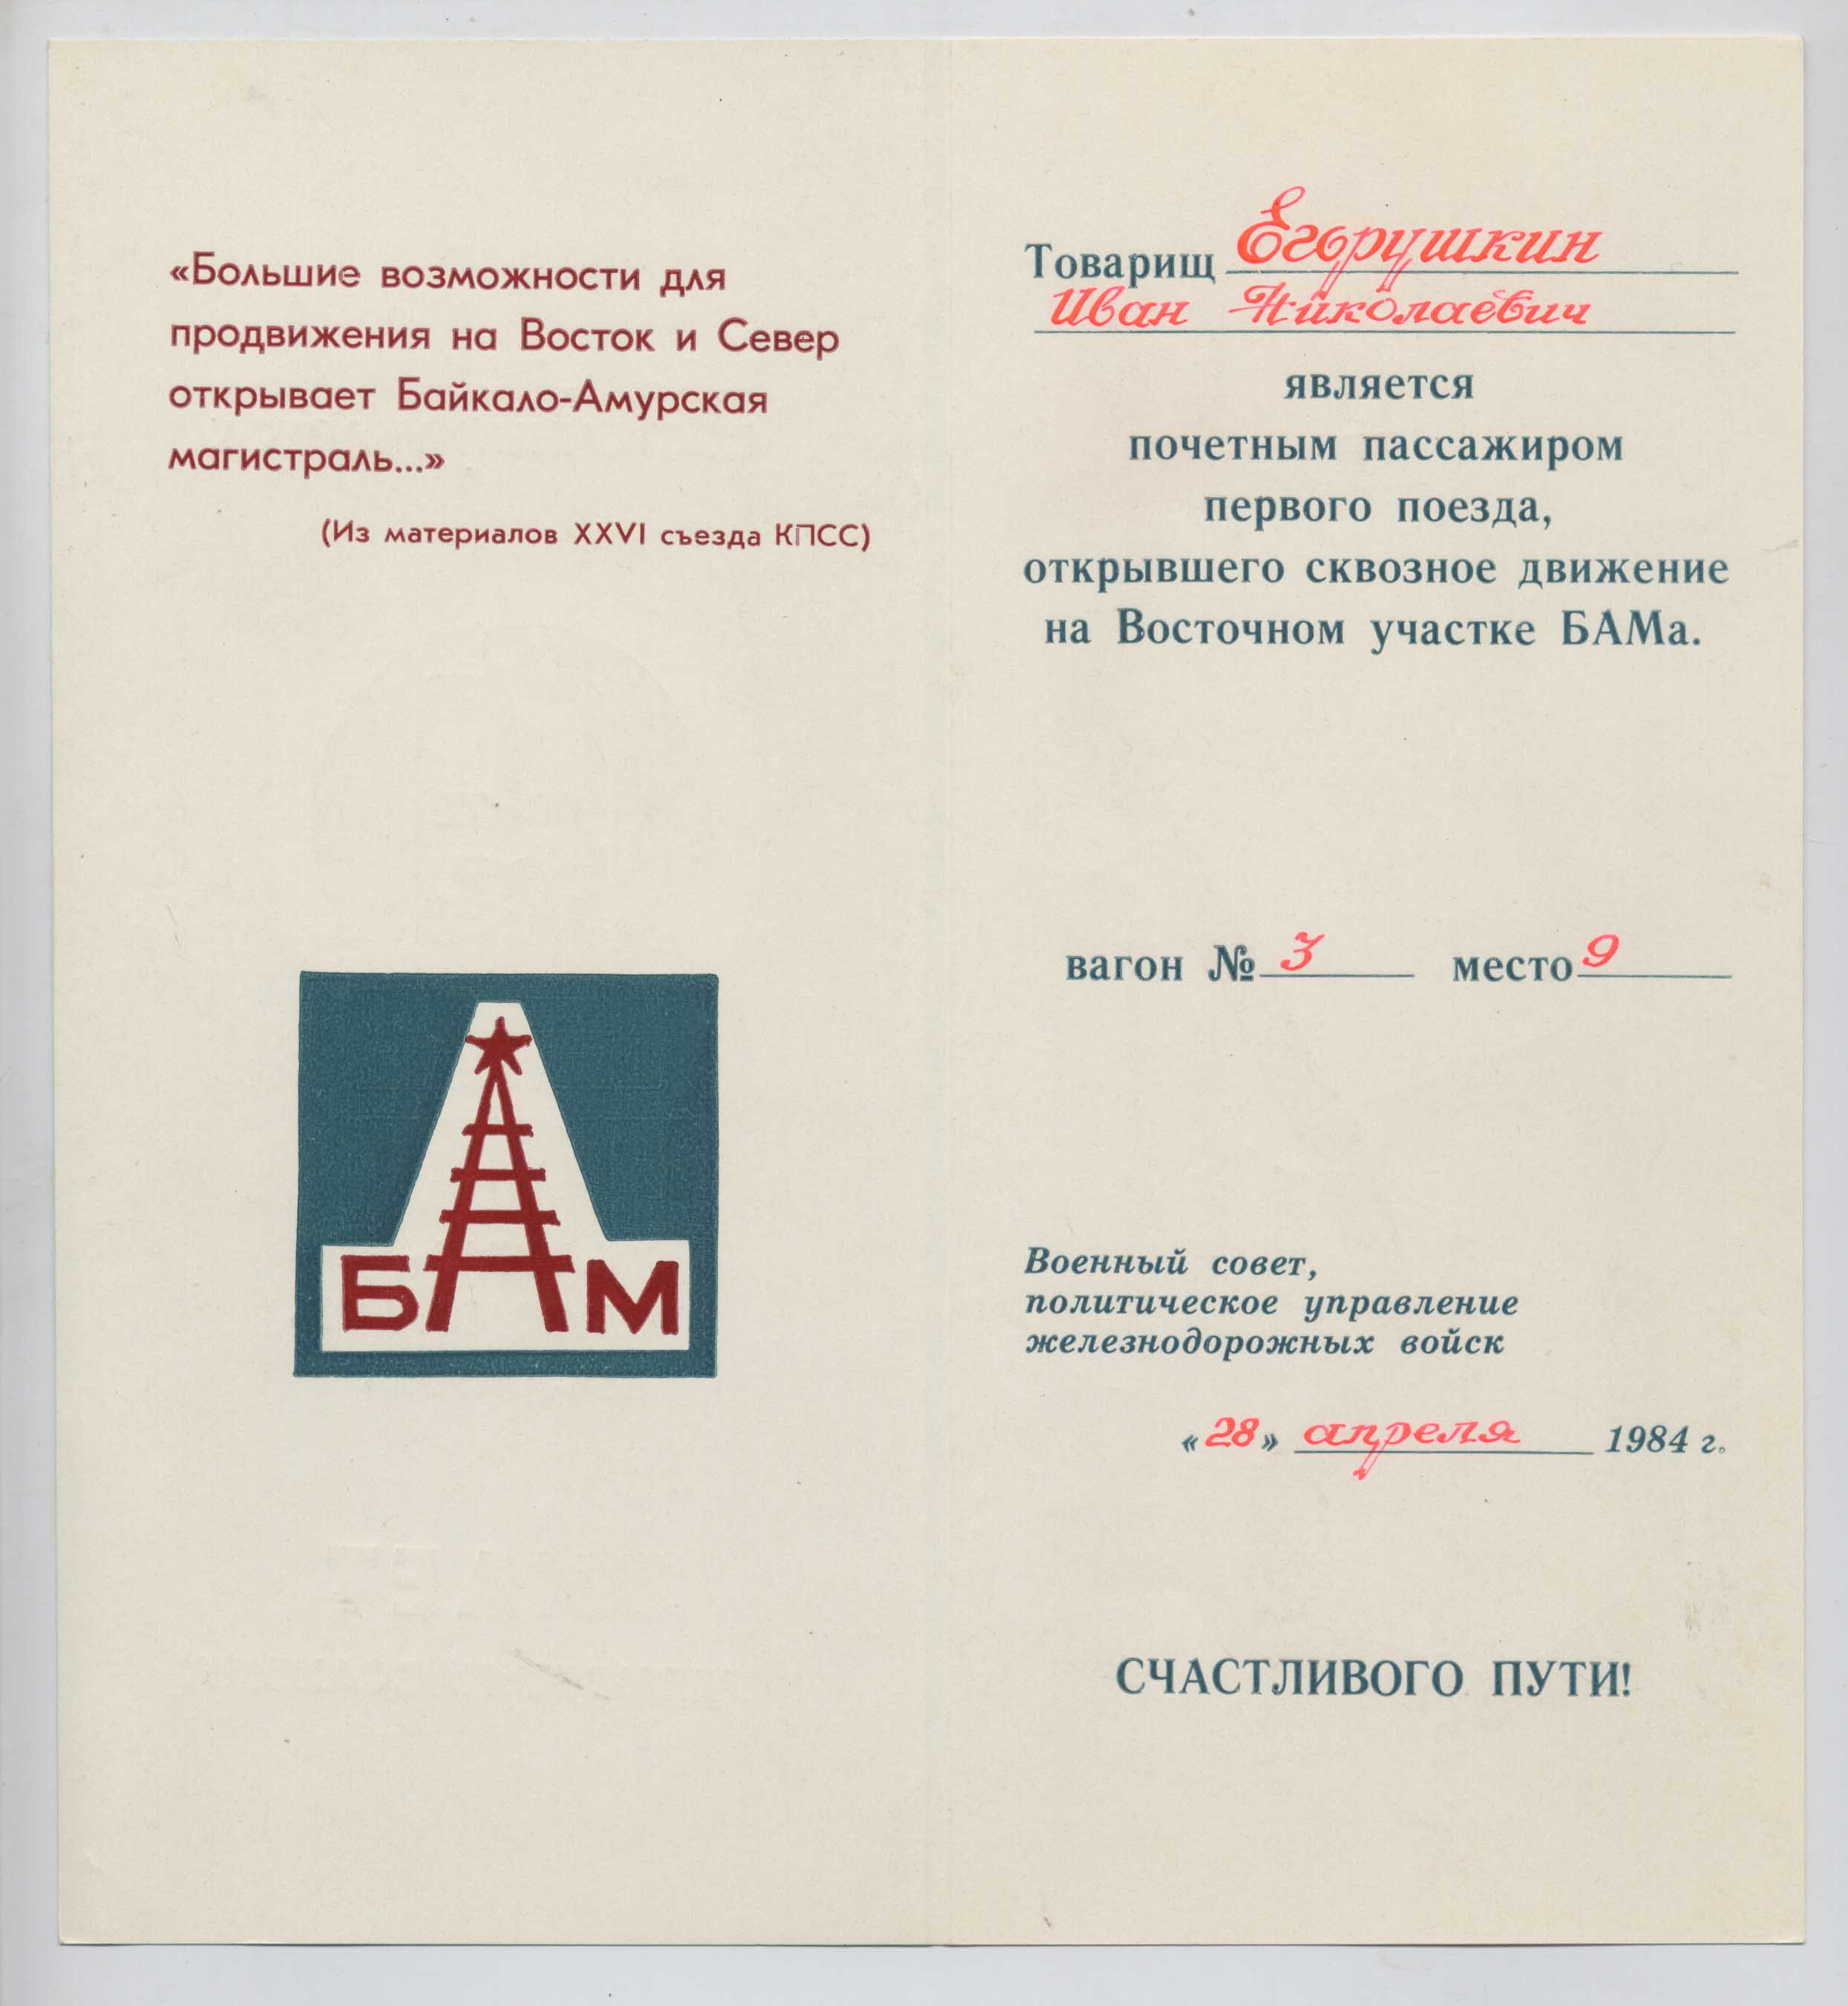 «Большие возможности для
продвижения на Восток и Север
открывает Байкало-Амурская
магистраль...»
(Из материалов XXVI съезда КПСС)
БАМ
Товарищ Егорушкин
Иван Николаевич
является
почетным пассажиром
первого поезда,
открывшего сквозное движение
на Восточном участке БАМа.
вагон № 3 место 9
Военный совет,
политическое управление
железнодорожных войск
«28» апреля 1984 г.
СЧАСТЛИВОГО ПУТИ!